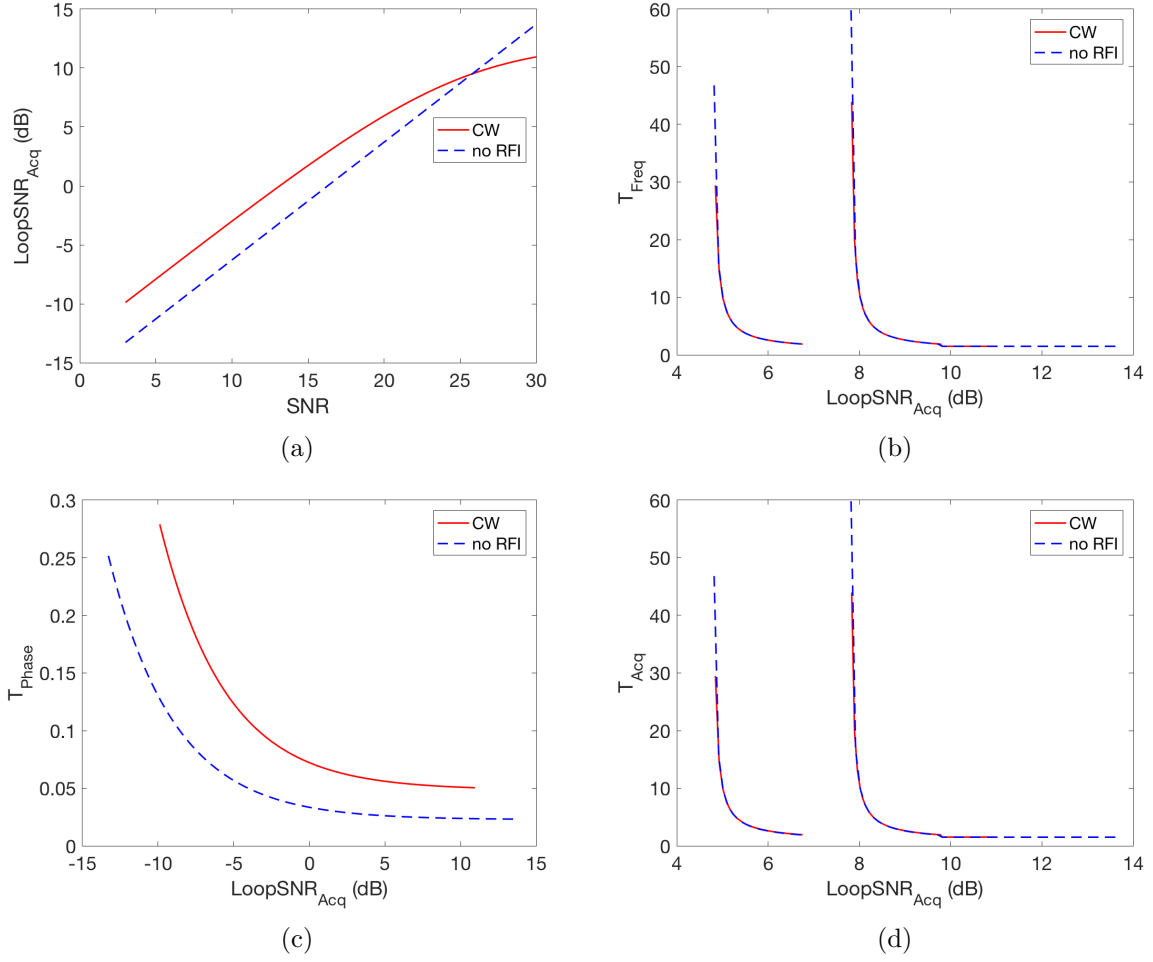 15
10
5
0
-5
-10
-15
0 5 10 15 20 25 30
LoopSNR_Acq (dB)
SNR
CW
no RFI
(a)
60
50
40
30
20
10
0
4 6 8 10 12 14
T_Freq
LoopSNR_Acq (dB)
CW
no RFI
(b)
0.3
0.25
0.2
0.15
0.1
0.05
0
-15 -10 -5 0 5 10 15
T_Phase
LoopSNR_Acq (dB)
CW
no RFI
(c)
60
50
40
30
20
10
0
4 6 8 10 12 14
T_Acq
LoopSNR_Acq (dB)
CW
no RFI
(d)